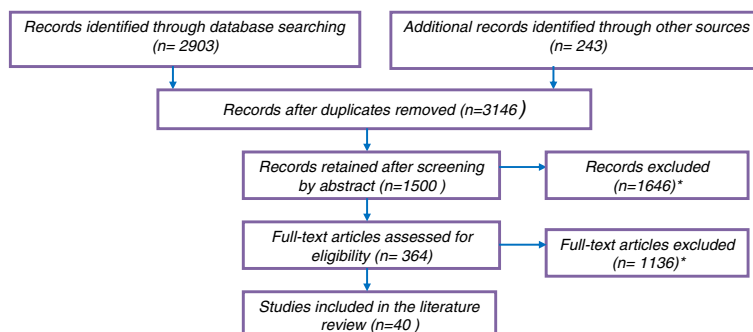 Records identified through database searching
(n= 2903)
Additional records identified through other sources
(n= 243)
Records after duplicates removed (n=3146)
Records retained after screening
by abstract (n=1500 )
Records excluded
(n=1646)*
Full-text articles assessed for
eligibility (n= 364)
Full-text articles excluded
(n= 1136)*
Studies included in the literature
review (n=40 )